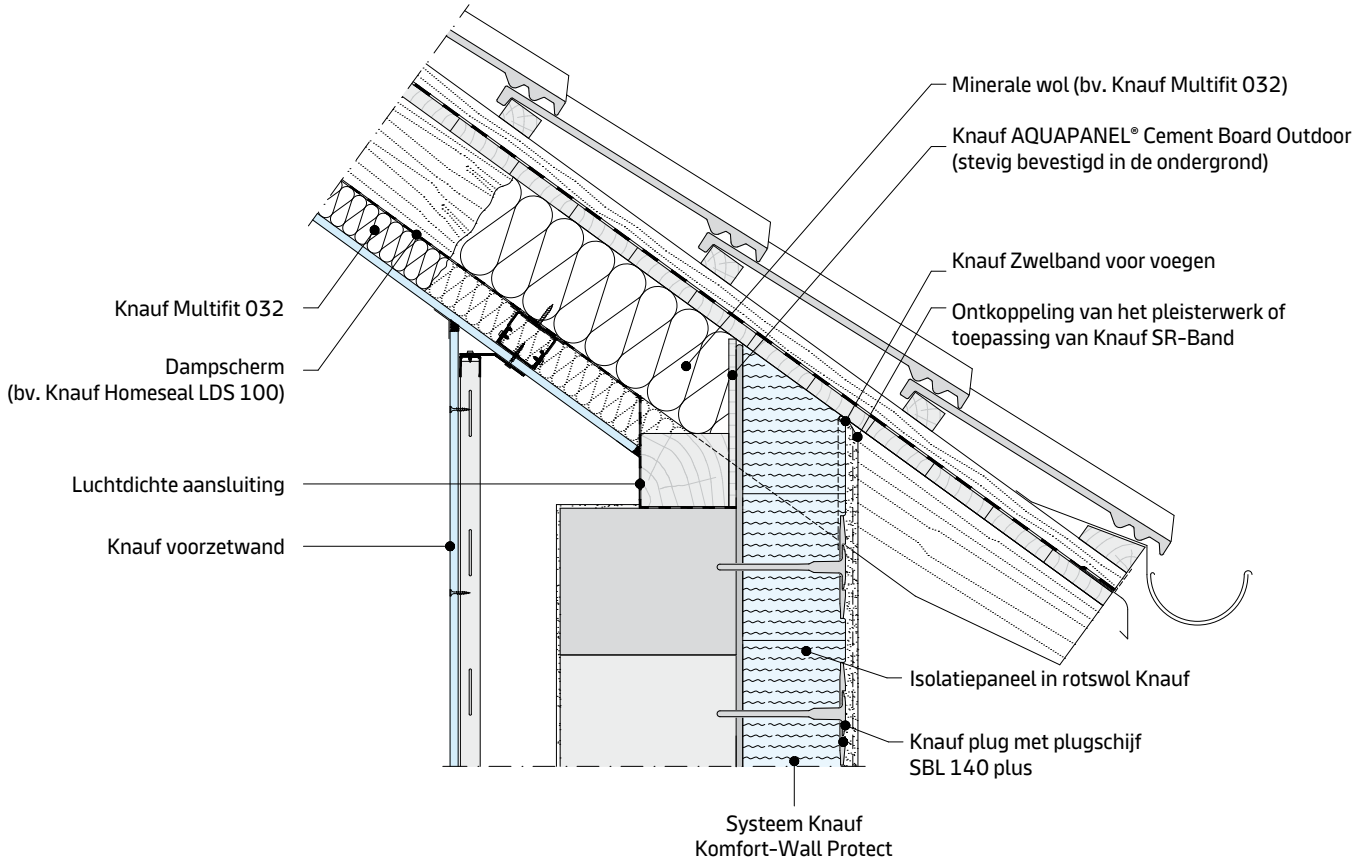 Minerale wol (bv. Knauf Multifit 032)
Knauf AQUAPANEL® Cement Board Outdoor
(stevig bevestigd in de ondergrond)
Knauf Zwelband voor voegen
Ontkoppeling van het pleisterwerk of
toepassing van Knauf SR-Band
Knauf Multifit 032
Dampscherm
(bv. Knauf Homeseal LDS 100)
Luchtdichte aansluiting
Knauf voorzetwand
Isolatiepaneel in rotswol Knauf
Knauf plug met plugschijf
SBL 140 plus
Systeem Knauf
Komfort-Wall Protect